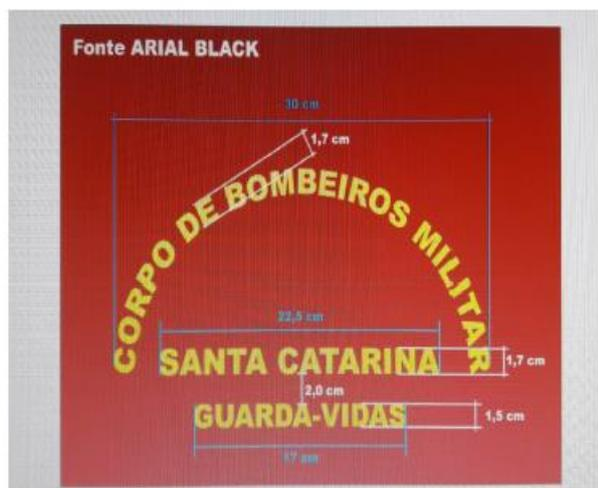 Fonte ARIAL BLACK
30 cm
1,7 cm
CORPO DE BOMBEIROS MILITAR
22,5 cm
SANTA CATARINA
1,7 cm
2,0 cm
GUARDA-VIDAS
1,5 cm
17 cm